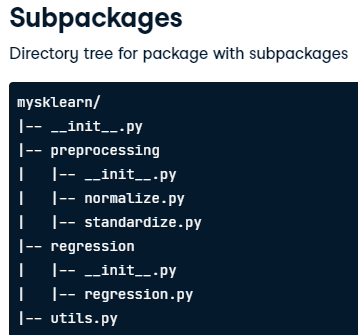 Subpackages
Directory tree for package with subpackages
mysklearn/
|-- __init__.py
|-- preprocessing
|   |-- __init__.py
|   |-- normalize.py
|   |-- standardize.py
|-- regression
|   |-- __init__.py
|   |-- regression.py
|-- utils.py